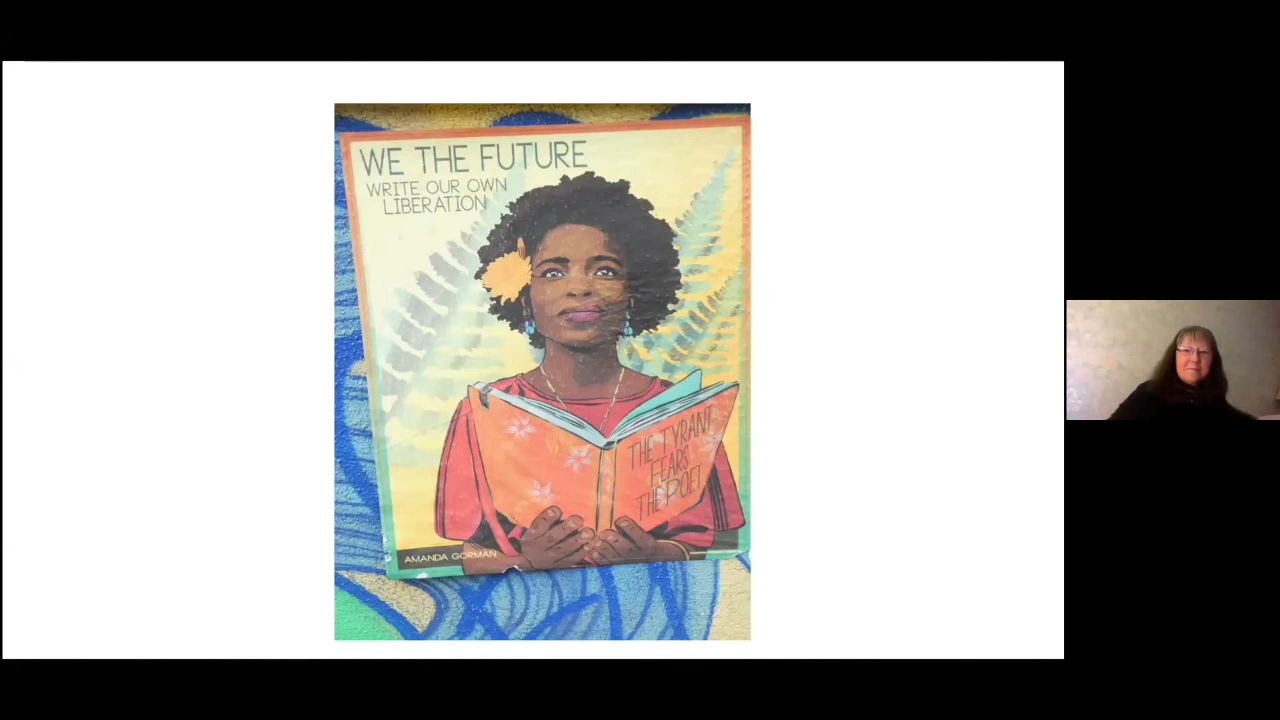 WE THE FUTURE
WRITE OUR OWN
LIBERATION
THE TYRANT
FEARS
THE POET
AMANDA GORMAN